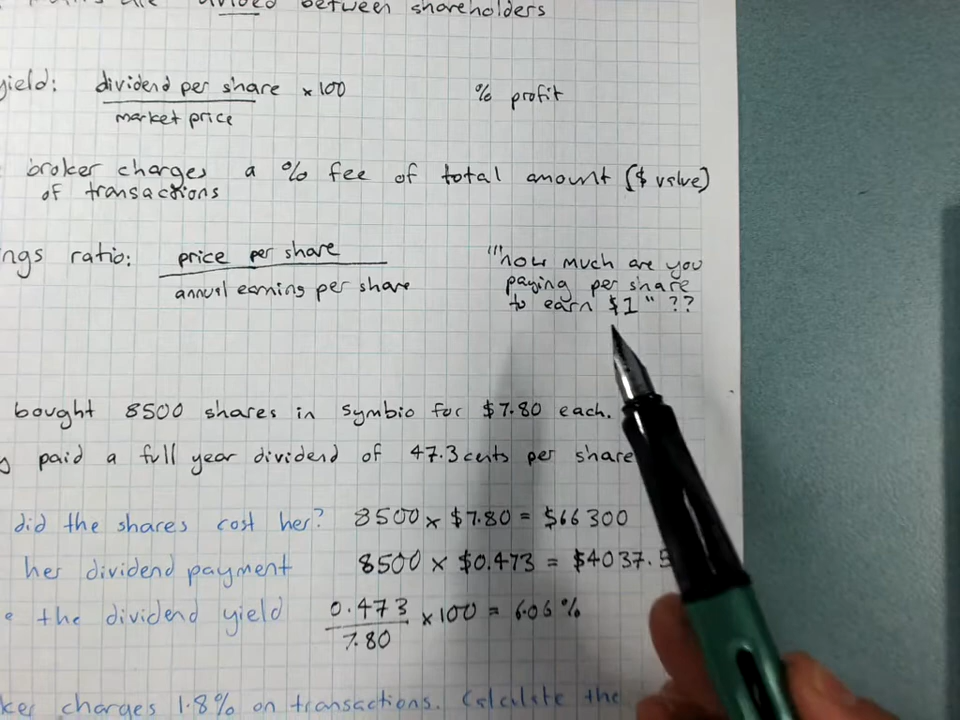 are divided between shareholders
yield: dividend per share × 100 % profit
market price
broker charges a % fee of total amount ($ value)
of transactions
ngs ratio: price per share
annual earning per share
"how much are you
paying per share
to earn $1" ??
bought 8500 shares in symbio for $7.80 each.
paid a full year dividend of 47.3 cents per share
did the shares cost her? 8500 × $7.80 = $66 300
her dividend payment 8500 × $0.473 = $4037.5
e the dividend yield 0.473 × 100 = 6.06 %
7.80
ker charges 1.8% on transactions. Calculate the